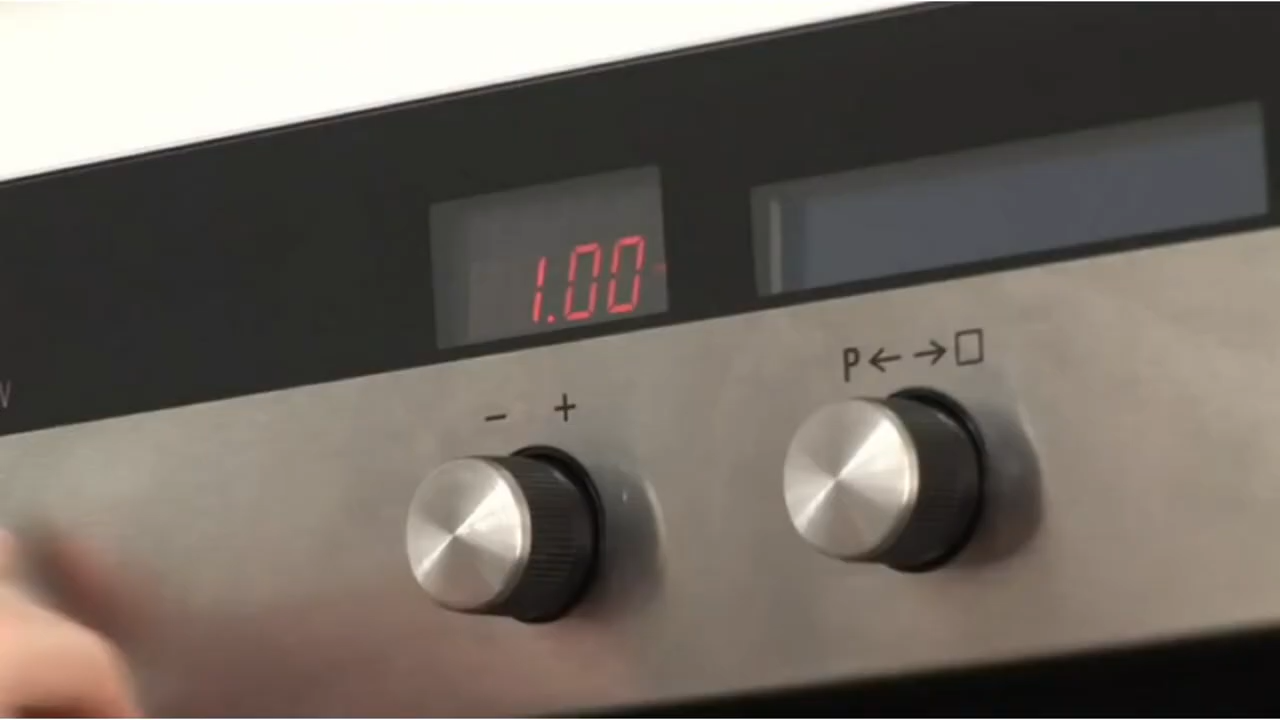 1.00
- +
P ← → □